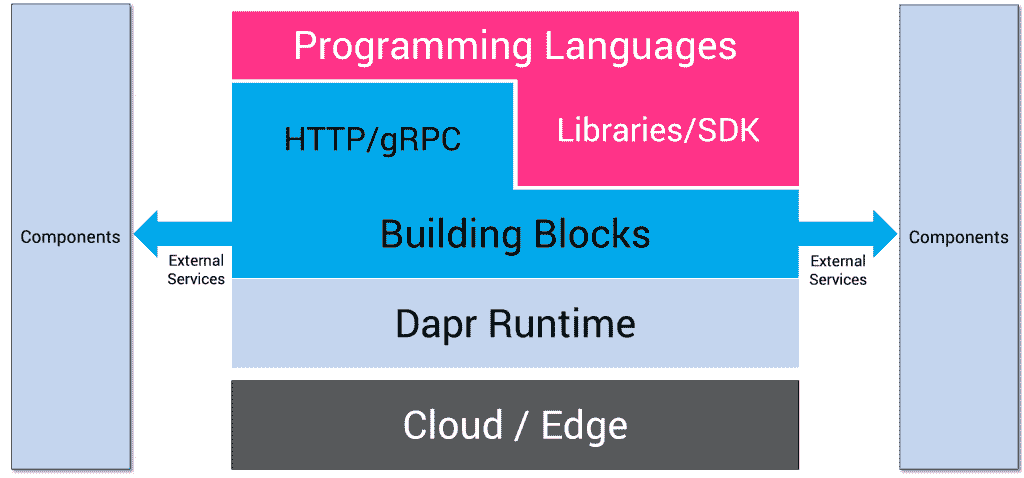 Programming Languages
HTTP/gRPC
Libraries/SDK
Components
External
Services
Building Blocks
External
Services
Components
Dapr Runtime
Cloud / Edge